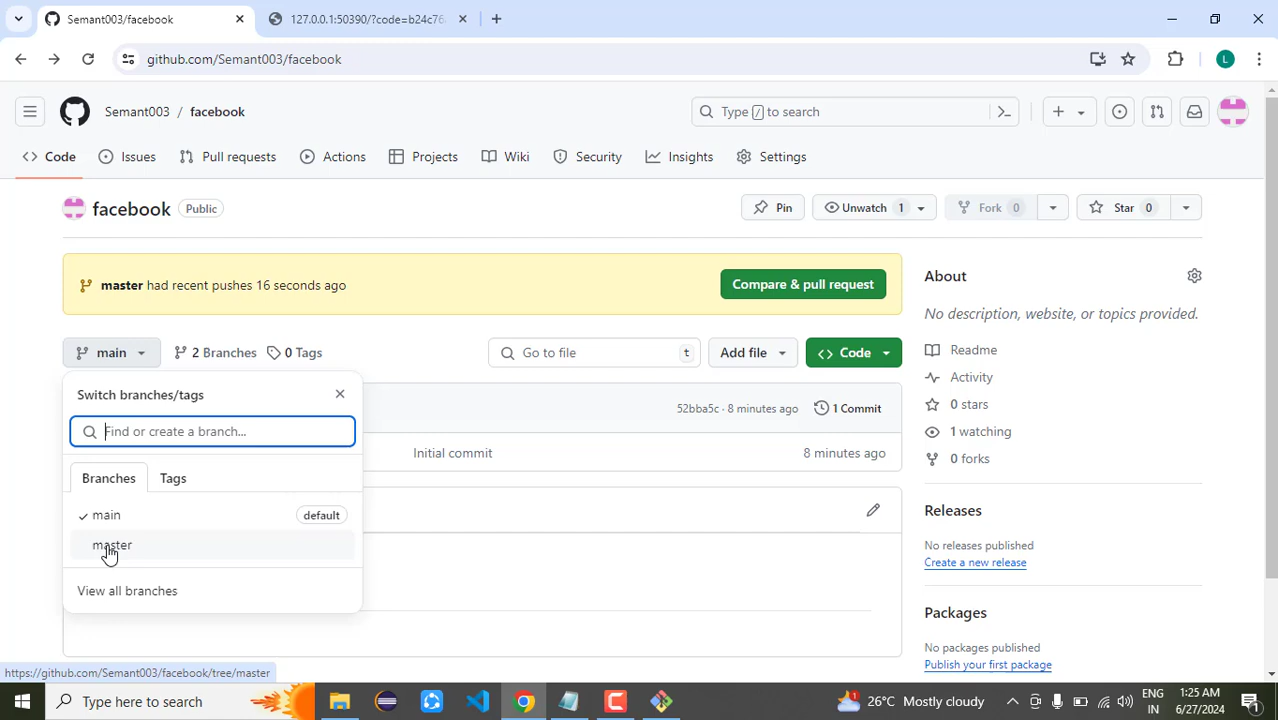 Semant003/facebook
127.0.0.1:50390/?code=b24c76
github.com/Semant003/facebook
L
Semant003 / facebook
Type / to search
Code
Issues
Pull requests
Actions
Projects
Wiki
Security
Insights
Settings
facebook Public
Pin
Unwatch 1
Fork 0
Star 0
master had recent pushes 16 seconds ago
Compare & pull request
About
No description, website, or topics provided.
main
2 Branches
0 Tags
Go to file t
Add file
Code
Readme
Activity
0 stars
1 watching
0 forks
Switch branches/tags
Find or create a branch...
Branches
Tags
main default
master
View all branches
52bba5c · 8 minutes ago
1 Commit
Initial commit
8 minutes ago
Releases
No releases published
Create a new release
Packages
No packages published
Publish your first package
https://github.com/Semant003/facebook/tree/master
Type here to search
26°C Mostly cloudy
ENG
IN
1:25 AM
6/27/2024
1